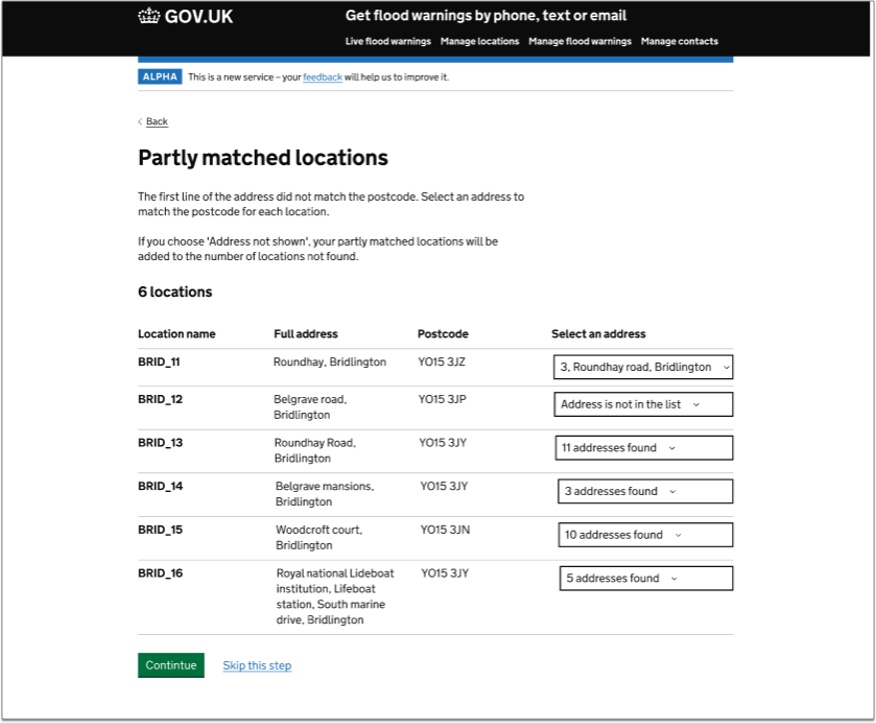 GOV.UK
Get flood warnings by phone, text or email
Live flood warnings Manage locations Manage flood warnings Manage contacts
ALPHA This is a new service – your feedback will help us to improve it.
Back
Partly matched locations
The first line of the address did not match the postcode. Select an address to
match the postcode for each location.
If you choose 'Address not shown', your partly matched locations will be
added to the number of locations not found.
6 locations
Location name Full address Postcode Select an address
BRID_11 Roundhay, Bridlington YO15 3JZ 3, Roundhay road, Bridlington
BRID_12 Belgrave road, YO15 3JP Address is not in the list
Bridlington
BRID_13 Roundhay Road, YO15 3JY 11 addresses found
Bridlington
BRID_14 Belgrave mansions, YO15 3JY 3 addresses found
Bridlington
BRID_15 Woodcroft court, YO15 3JN 10 addresses found
Bridlington
BRID_16 Royal national Lideboat YO15 3JY 5 addresses found
institution, Lifeboat
station, South marine
drive, Bridlington
Contintue Skip this step